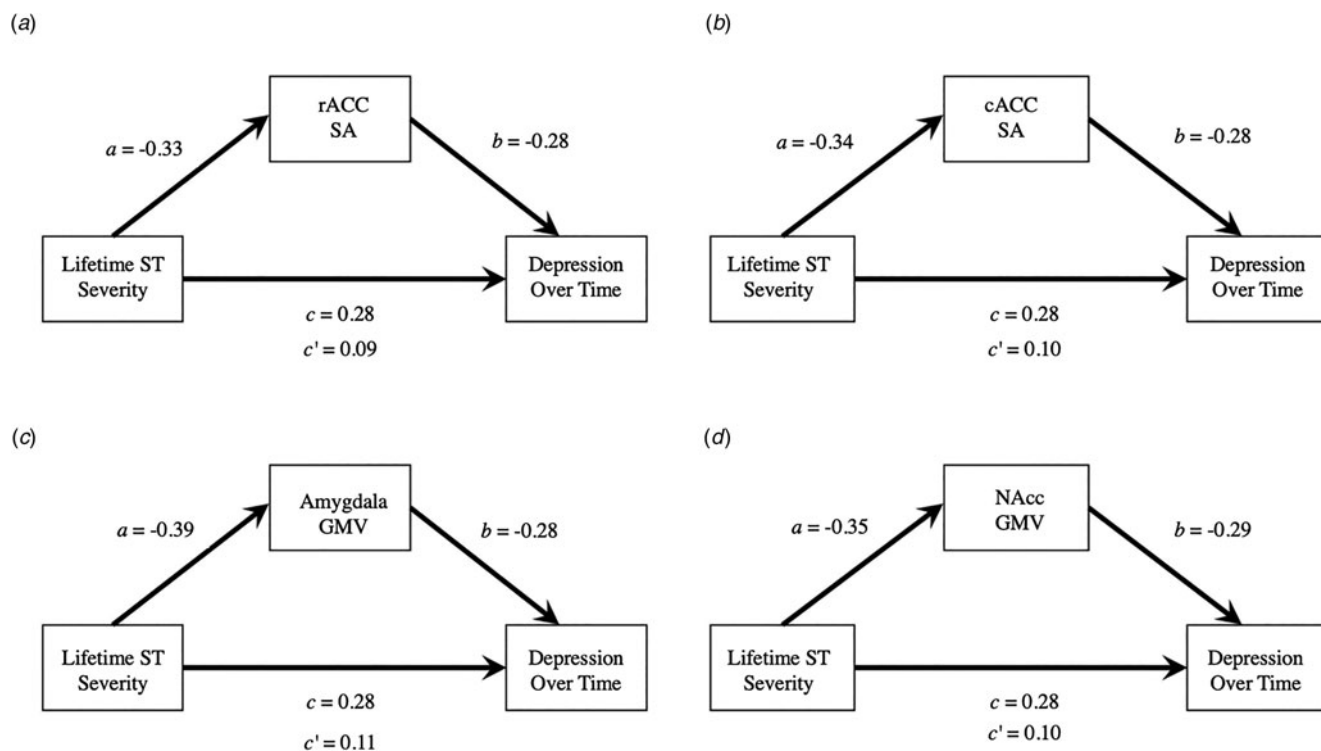 (a)
rACC
SA
a = -0.33
b = -0.28
Lifetime ST
Severity
Depression
Over Time
c = 0.28
c' = 0.09
(b)
cACC
SA
a = -0.34
b = -0.28
Lifetime ST
Severity
Depression
Over Time
c = 0.28
c' = 0.10
(c)
Amygdala
GMV
a = -0.39
b = -0.28
Lifetime ST
Severity
Depression
Over Time
c = 0.28
c' = 0.11
(d)
NAcc
GMV
a = -0.35
b = -0.29
Lifetime ST
Severity
Depression
Over Time
c = 0.28
c' = 0.10